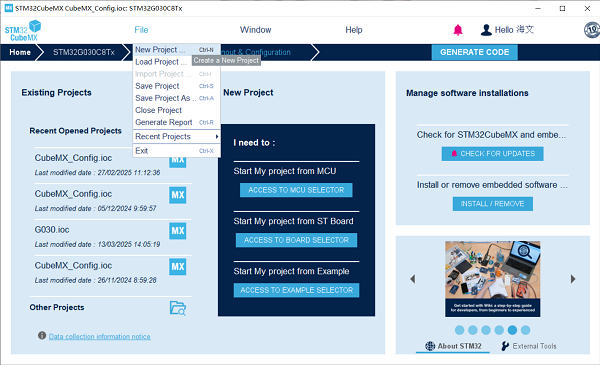 MX STM32CubeMX CubeMX_Config.ioc: STM32G030C8Tx
STM32
CubeMX
File
Window
Help
Hello 海文
Home
STM32G030C8Tx
out & Configuration
GENERATE CODE
New Project ... Ctrl-N
Create a New Project
Load Project ...
Import Project ...
Save Project Ctrl-S
Save Project As .. Ctrl-A
Close Project
Generate Report Ctrl-R
Recent Projects
Exit Ctrl-X
Existing Projects
Recent Opened Projects
CubeMX_Config.ioc
MX
Last modified date : 27/02/2025 11:12:36
CubeMX_Config.ioc
MX
Last modified date : 05/12/2024 9:59:57
G030.ioc
MX
Last modified date : 13/03/2025 14:05:19
CubeMX_Config.ioc
MX
Last modified date : 26/11/2024 8:59:28
Other Projects
Data collection information notice
New Project
I need to :
Start My project from MCU
ACCESS TO MCU SELECTOR
Start My project from ST Board
ACCESS TO BOARD SELECTOR
Start My project from Example
ACCESS TO EXAMPLE SELECTOR
Manage software installations
Check for STM32CubeMX and embe...
CHECK FOR UPDATES
Install or remove embedded software ...
INSTALL / REMOVE
Get started with Wiki: a step-by-step guide
for developers, from beginners to experienced
About STM32
External Tools